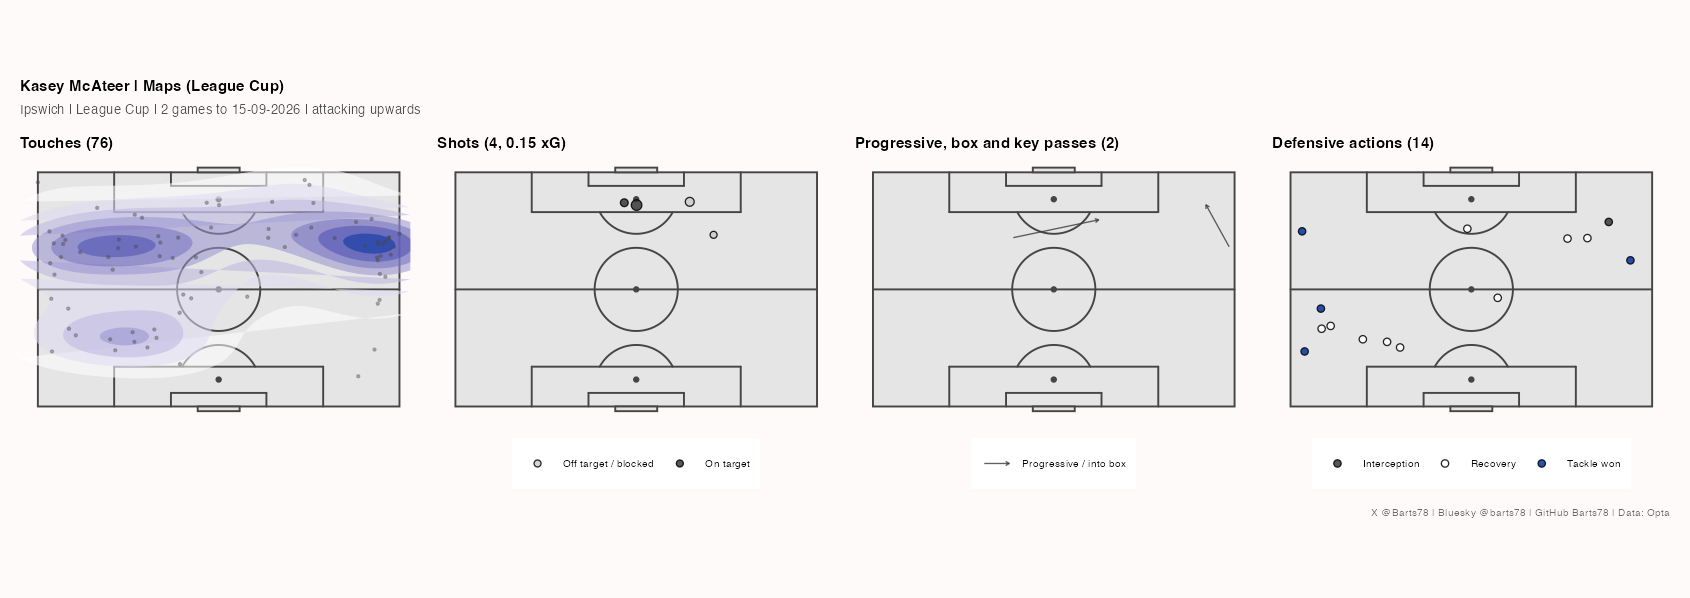 Kasey McAteer | Maps (League Cup)
Ipswich | League Cup | 2 games to 15-09-2026 | attacking upwards
Touches (76)
Shots (4, 0.15 xG)
Progressive, box and key passes (2)
Defensive actions (14)
Off target / blocked
On target
Progressive / into box
Interception
Recovery
Tackle won
X @Barts78 | Bluesky @barts78 | GitHub Barts78 | Data: Opta